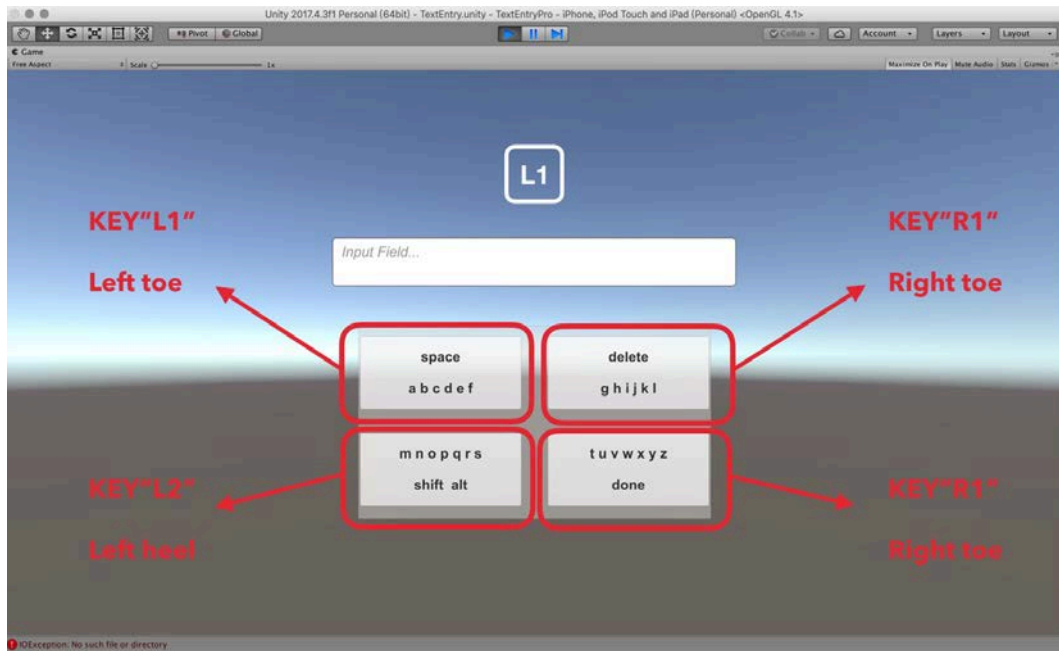 Unity 2017.4.3f1 Personal (64bit) - TextEntry.unity - TextEntryPro - iPhone, iPod Touch and iPad (Personal) <OpenGL 4.1>
Pivot Global Collab Account Layers Layout
Game
Free Aspect Scale 1x Maximize On Play Mute Audio Stats Gizmos
L1
KEY"L1" KEY"R1"
Input Field...
Left toe Right toe
space delete
a b c d e f g h i j k l
m n o p q r s t u v w x y z
shift alt done
KEY"L2" KEY"R1"
Left heel Right toe
IOException: No such file or directory